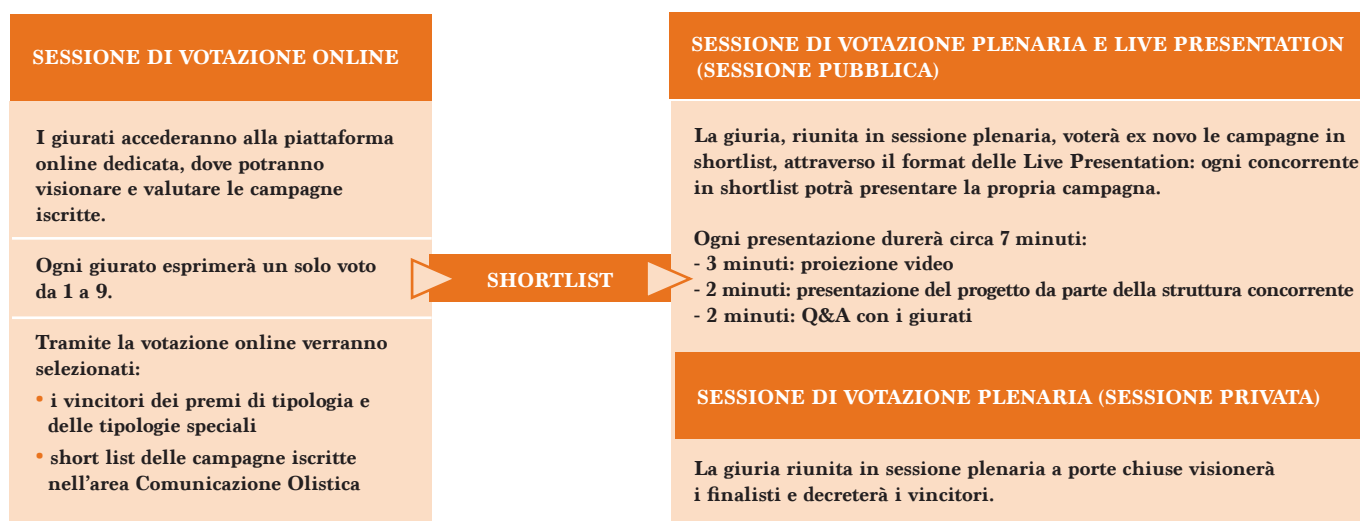 SESSIONE DI VOTAZIONE ONLINE
I giurati accederanno alla piattaforma
online dedicata, dove potranno
visionare e valutare le campagne
iscritte.
Ogni giurato esprimerà un solo voto
da 1 a 9.
Tramite la votazione online verranno
selezionati:
• i vincitori dei premi di tipologia e
delle tipologie speciali
• short list delle campagne iscritte
nell'area Comunicazione Olistica
SHORTLIST
SESSIONE DI VOTAZIONE PLENARIA E LIVE PRESENTATION
(SESSIONE PUBBLICA)
La giuria, riunita in sessione plenaria, voterà ex novo le campagne in
shortlist, attraverso il format delle Live Presentation: ogni concorrente
in shortlist potrà presentare la propria campagna.
Ogni presentazione durerà circa 7 minuti:
- 3 minuti: proiezione video
- 2 minuti: presentazione del progetto da parte della struttura concorrente
- 2 minuti: Q&A con i giurati
SESSIONE DI VOTAZIONE PLENARIA (SESSIONE PRIVATA)
La giuria riunita in sessione plenaria a porte chiuse visionerà
i finalisti e decreterà i vincitori.